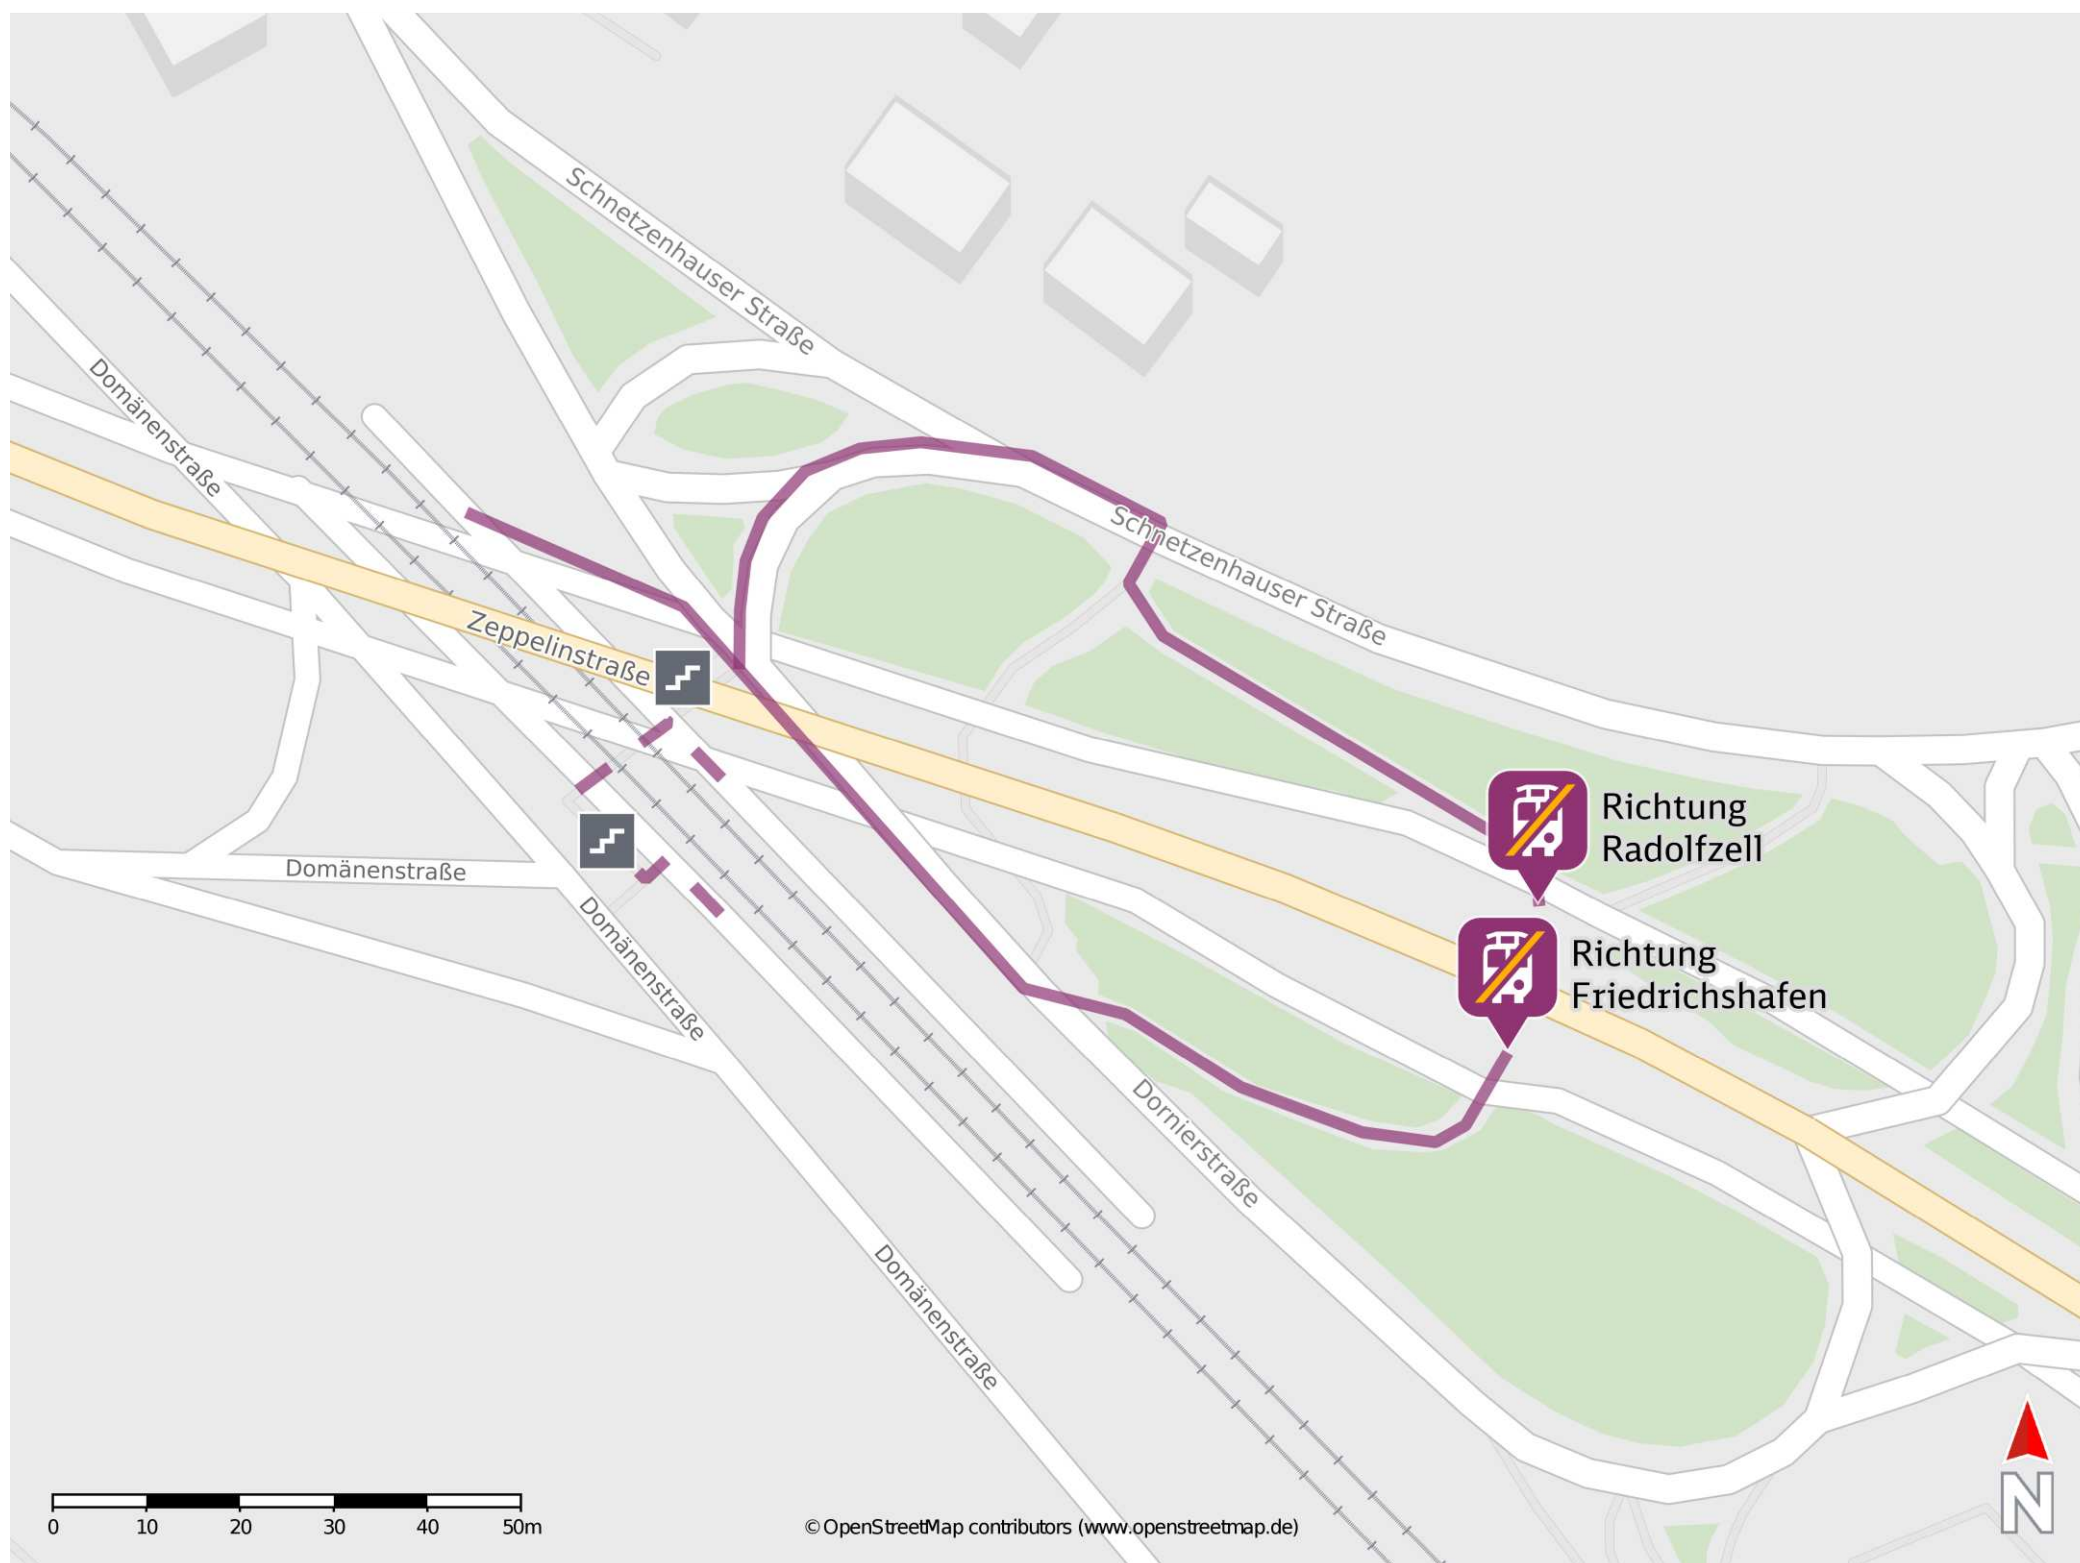 Schnetzenhauser Straße
Domänenstraße
Schnetzenhauser Straße
Zeppelinstraße
Richtung
Radolfzell
Domänenstraße
Domänenstraße
Richtung
Friedrichshafen
Dornierstraße
Domänenstraße
0 10 20 30 40 50m
© OpenStreetMap contributors (www.openstreetmap.de)
N